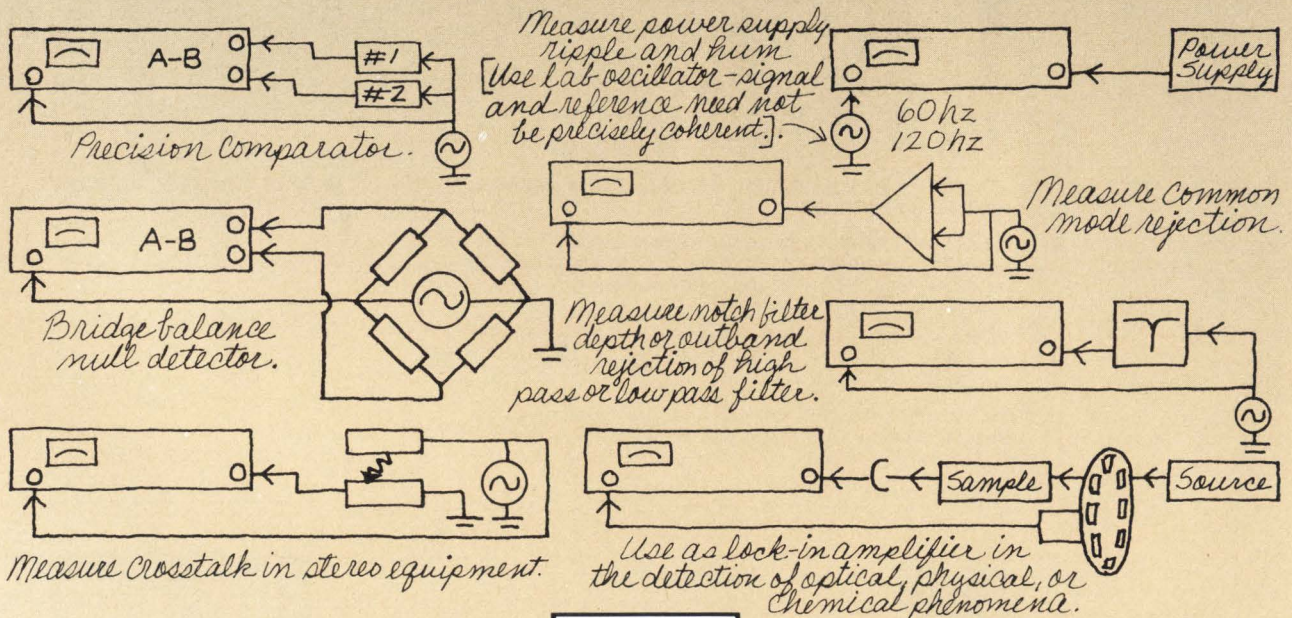 A-B
#1
#2
Precision Comparator.
Measure power supply
ripple and hum
[Use lab oscillator-signal
and reference need not
be precisely coherent.].
60hz
120hz
Power
Supply
A-B
Bridge balance
null detector.
Measure Common
mode rejection.
Measure notch filter
depth or outband
rejection of high
pass or low pass filter.
Measure Crosstalk in stereo equipment.
Sample
Source
Use as lock-in amplifier in
the detection of optical, physical, or
Chemical phenomena.